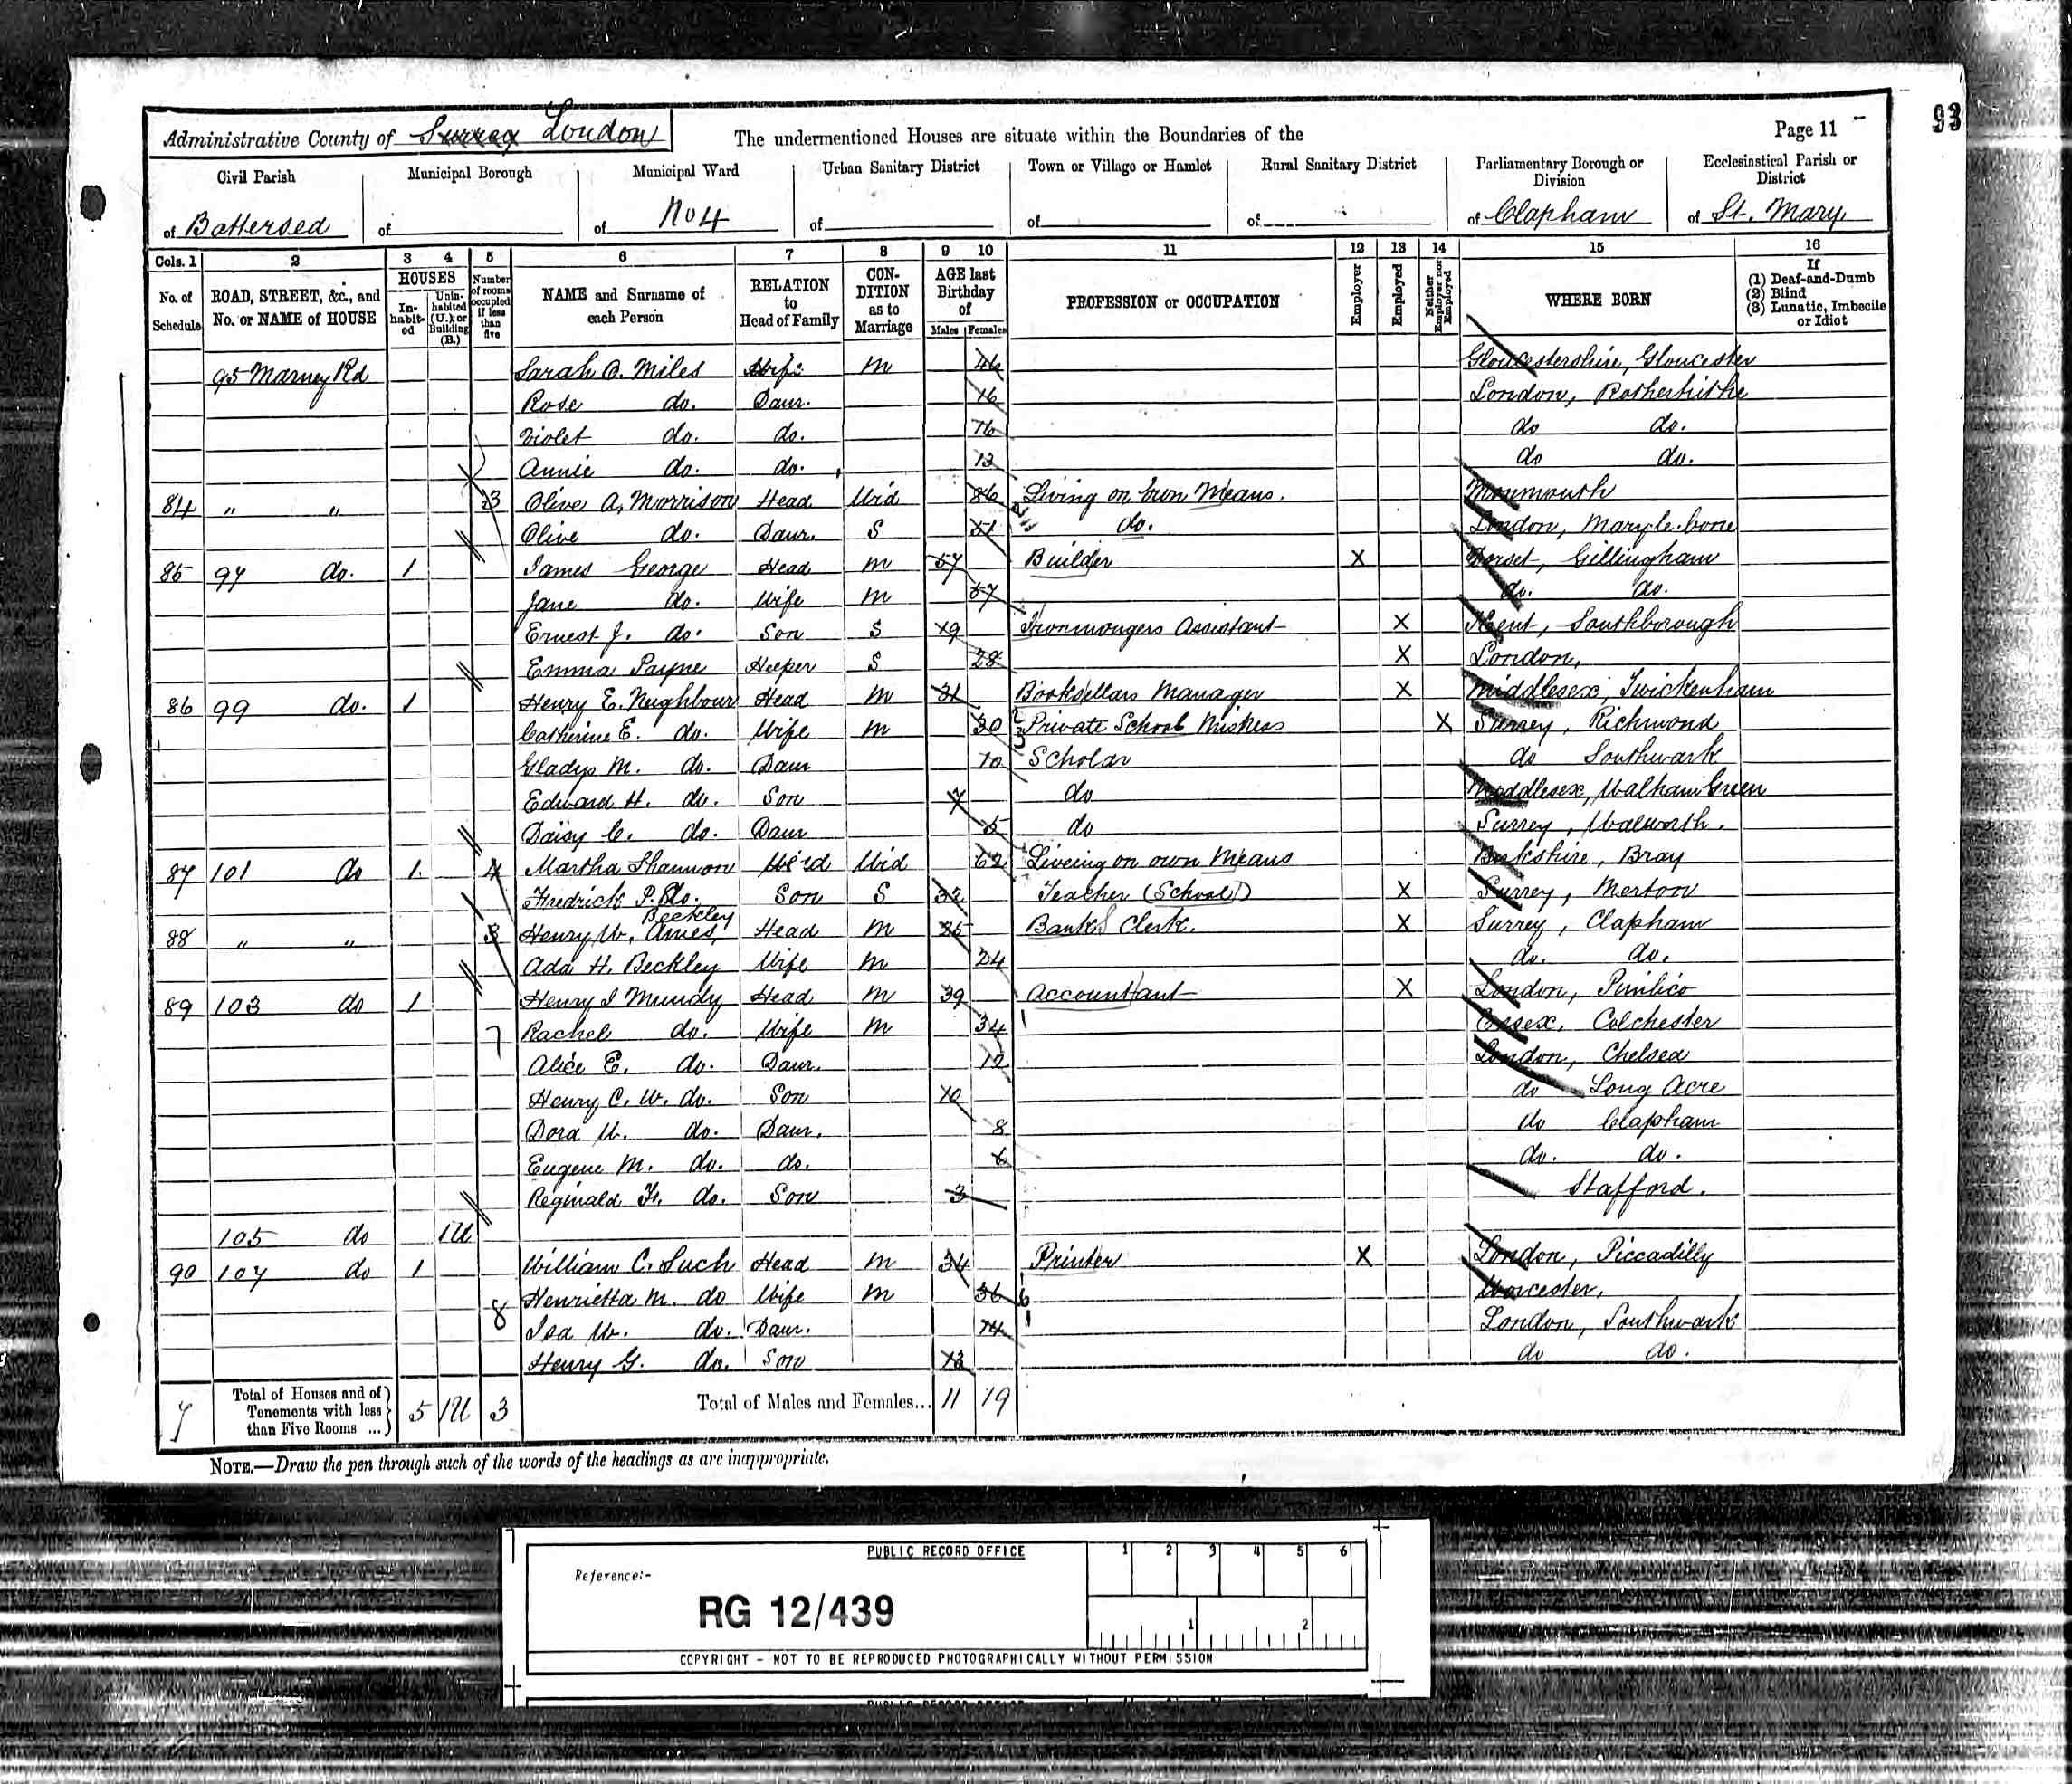 93
Administrative County of Surrey London The undermentioned Houses are situate within the Boundaries of the Page 11
Civil Parish Municipal Borough Municipal Ward Urban Sanitary District Town or Village or Hamlet Rural Sanitary District Parliamentary Borough or Division Ecclesiastical Parish or District
of Battersea of of No 4 of of of of Clapham of St. Mary
Cols. 1 2 3 4 5 6 7 8 9 10 11 12 13 14 15 16
No. of Schedule ROAD, STREET, &c., and No. or NAME of HOUSE HOUSES Inhabited Uninhabited (U.), or Building (B.) Number of rooms occupied if less than five NAME and Surname of each Person RELATION to Head of Family CONDITION as to Marriage AGE last Birthday of Males Females PROFESSION or OCCUPATION Employer Employed Neither Employer nor Employed WHERE BORN If (1) Deaf-and-Dumb (2) Blind (3) Lunatic, Imbecile or Idiot
95 Marney Rd Sarah A. Miles Wife M 46 Gloucestershire, Gloucester
Rose do. Daur. 16 London, Rotherhithe
Violet do. do. 16 do do.
Annie do. do. 13 do do.
84 " " 3 Olive A. Morrison Head Wid 86 Living on own Means.
Monmouth
Olive do. Daur. S 51 do. London, Maryle.bone
85 97 do. 1 James George Head M 57 Builder X Dorset, Gillingham
Jane do. Wife M 57 do. do.
Ernest J. do. Son S 19 Ironmongers Assistant X Kent, Southborough
Emma Payne S 28 X London,
86 99 do. 1 Henry E. Neighbour Head M 31 Booksellers Manager X Middlesex, Twickenham
Catherine E. do. Wife M 30 Private School Mistress X Surrey, Richmond
Gladys M. do. Daur 10 Scholar do Southwark
Edward H. do. Son 7 do Middlesex, Walham Green
Daisy C. do. Daur 5 do Surrey, Walworth.
87 101 do 1 4 Martha Shannon Wid Wid 62 Liveing on own Means Berkshire, Bray
Fredrick P. do. Son S 32 Teacher (School) X Surrey, Merton
88 " " 3 Henry W. Ames, Beckley Head M 25 Banks Clerk. X Surrey, Clapham
Ada H. Beckley Wife M 24 do. do.
89 103 do 1 Henry J Mundy Head M 39 Accountant X London, Pimlico
7 Rachel do. Wife M 34 Essex, Colchester
Alice E. do. Daur. 12 London, Chelsea
Henry C. W. do. Son 10 do Long Acre
Dora W. do. Daur. 8 do Clapham
Eugene M. do. do. 6 do. do.
Reginald F. do. Son 3 Stafford.
105 do 1U
90 107 do 1 William C. Such Head M 34 Printer X London, Piccadilly
Henrietta M. do Wife M 36 Worcester,
8 Isa W. do. Daur. 14 London, Southwark
Henry G. do. Son 13 do do.
7 Total of Houses and of Tenements with less than Five Rooms ... 5 1U 3 Total of Males and Females... 11 19
NOTE.—Draw the pen through such of the words of the headings as are inappropriate.
PUBLIC RECORD OFFICE 1 2 3 4 5 6
Reference:-
RG 12/439 1 2
COPYRIGHT - NOT TO BE REPRODUCED PHOTOGRAPHICALLY WITHOUT PERMISSION